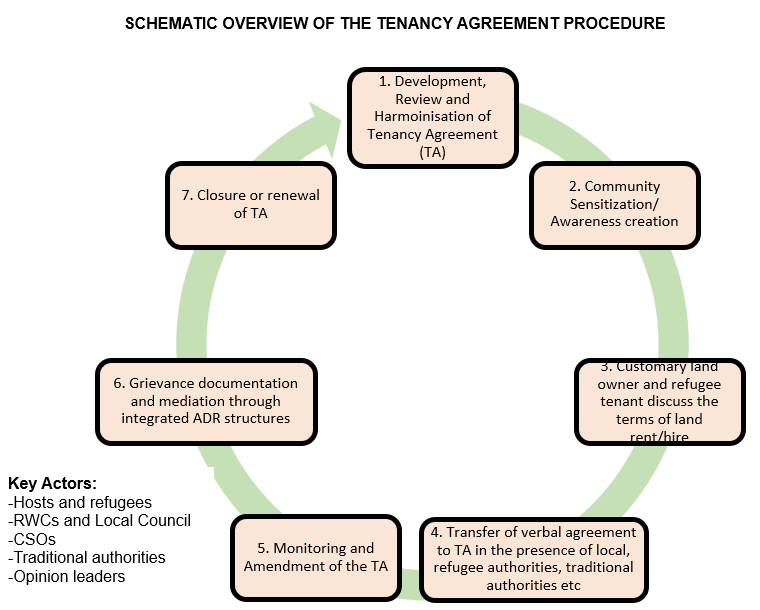 SCHEMATIC OVERVIEW OF THE TENANCY AGREEMENT PROCEDURE
1. Development,
Review and
Harmoinisation of
Tenancy Agreement
(TA)
2. Community
Sensitization/
Awareness creation
3. Customary land
owner and refugee
tenant discuss the
terms of land
rent/hire
4. Transfer of verbal agreement
to TA in the presence of local,
refugee authorities, traditional
authorities etc
5. Monitoring and
Amendment of the TA
6. Grievance documentation
and mediation through
integrated ADR structures
7. Closure or renewal
of TA
Key Actors:
-Hosts and refugees
-RWCs and Local Council
-CSOs
-Traditional authorities
-Opinion leaders